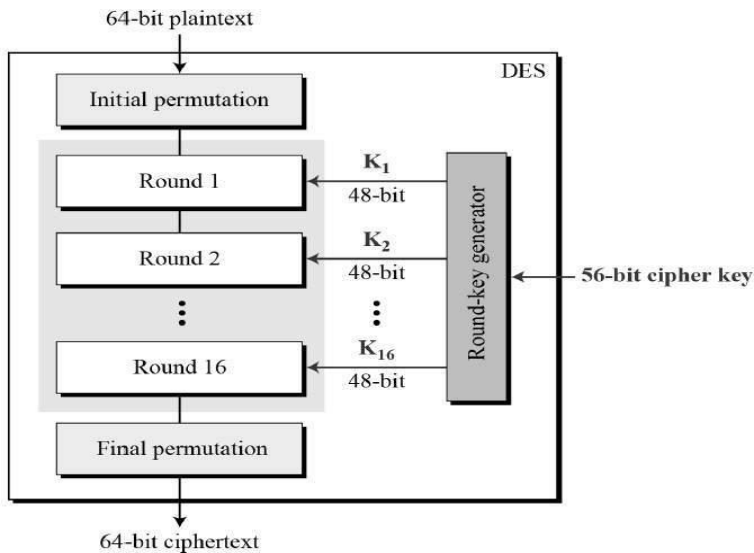 64-bit plaintext
DES
Initial permutation
Round 1
K1
48-bit
Round 2
K2
48-bit
Round-key generator
56-bit cipher key
Round 16
K16
48-bit
Final permutation
64-bit ciphertext